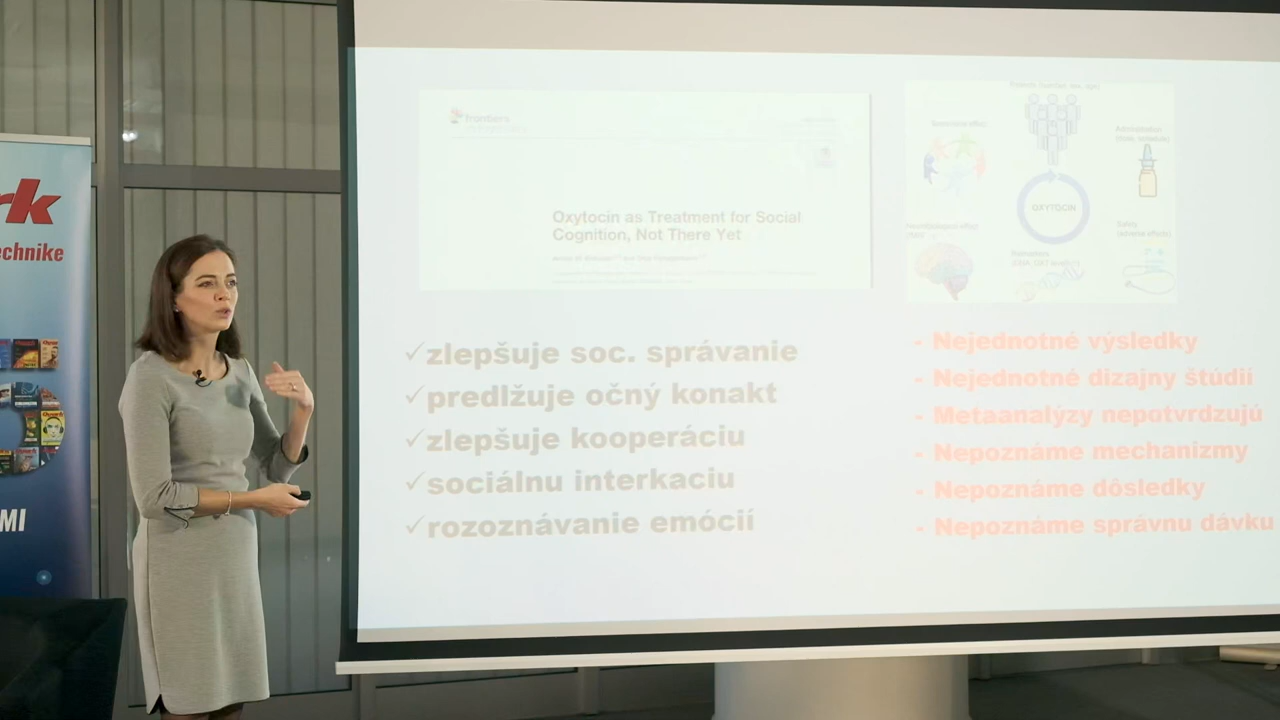 rk
echnike
MI
frontiers
Oxytocin as Treatment for Social
Cognition, Not There Yet
OXYTOCIN
✓zlepšuje soc. správanie
✓predlžuje očný konakt
✓zlepšuje kooperáciu
✓sociálnu interkaciu
✓rozoznávanie emócií
- Nejednotné výsledky
- Nejednotné dizajny štúdií
- Metaanalýzy nepotvrdzujú
- Nepoznáme mechanizmy
- Nepoznáme dôsledky
- Nepoznáme správnu dávku